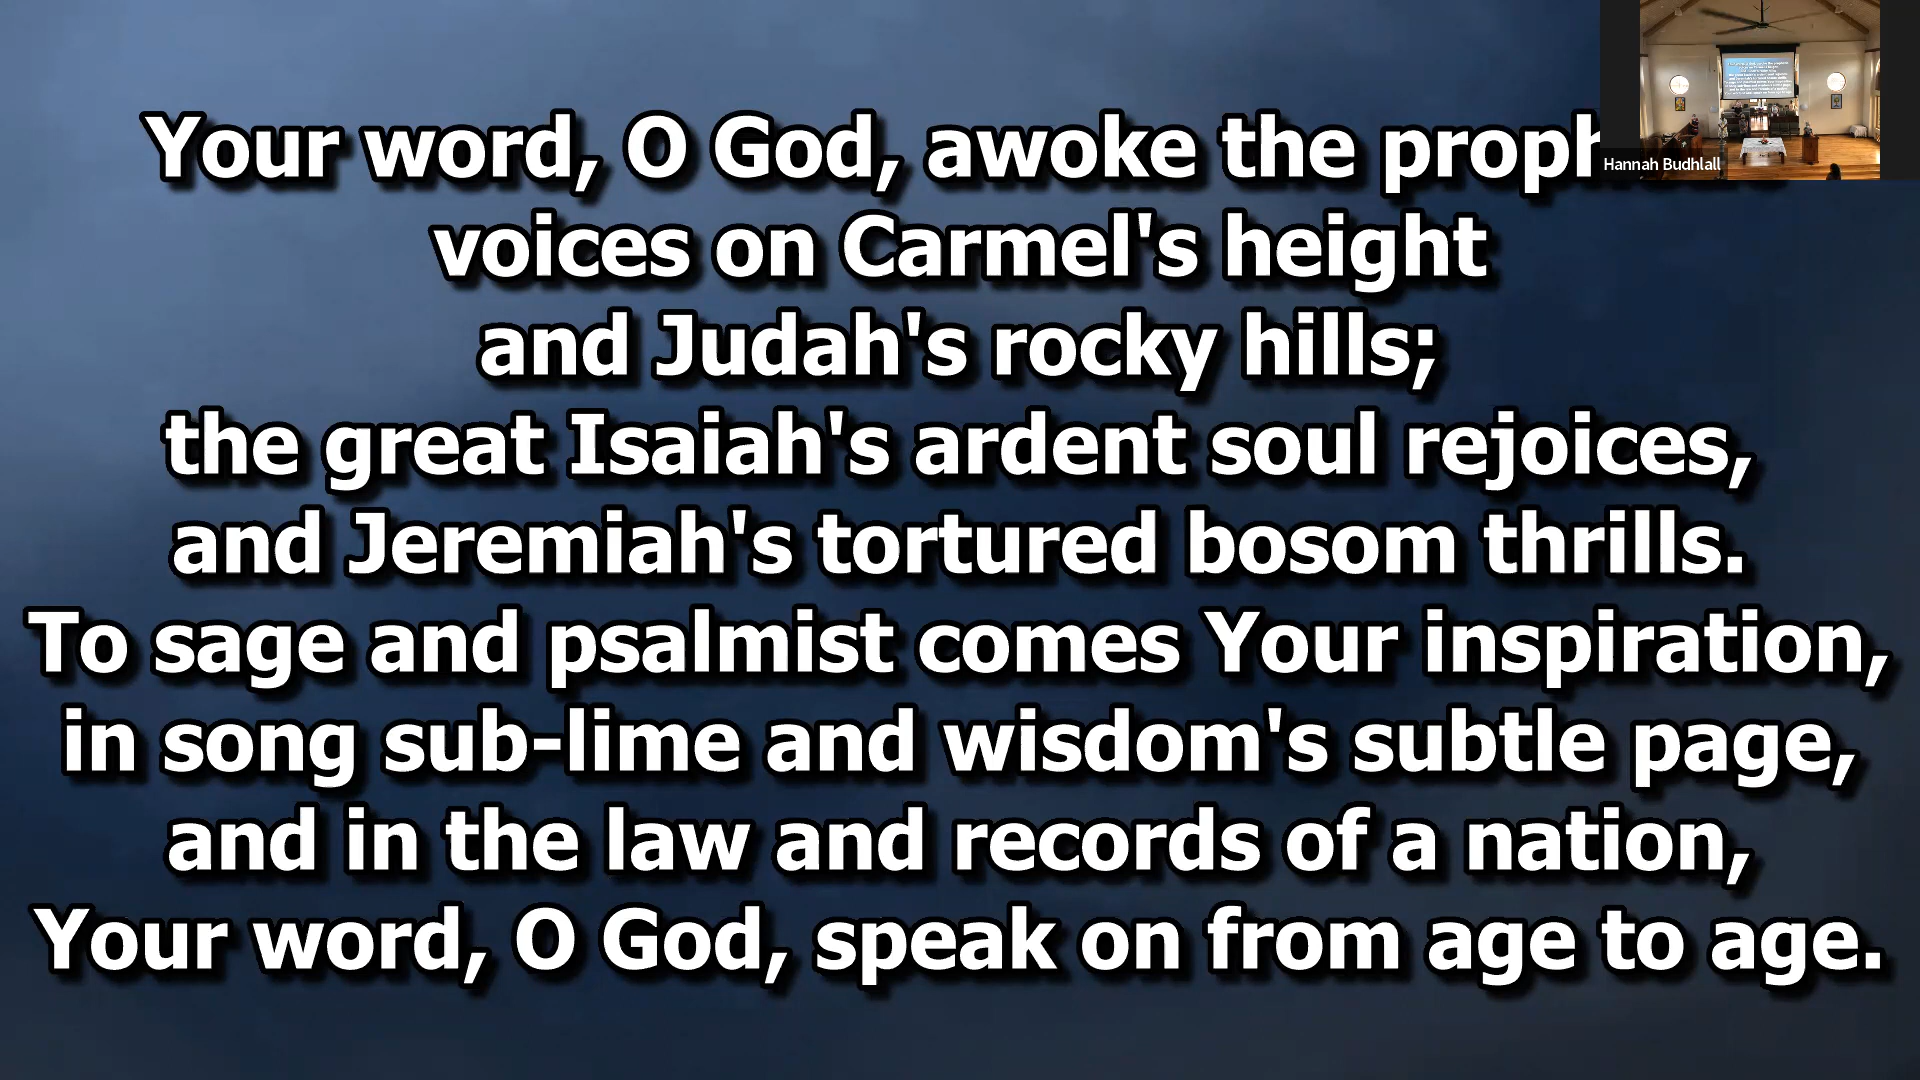 Your word, O God, awoke the
voices on Carmel's height
and Judah's rocky hills;
the great Isaiah's ardent soul rejoices,
and Jeremiah's tortured bosom thrills.
To sage and psalmist comes Your inspiration,
in song sub-lime and wisdom's subtle page,
and in the law and records of a nation,
Your word, O God, speak on from age to age.
Hannah Budhlall